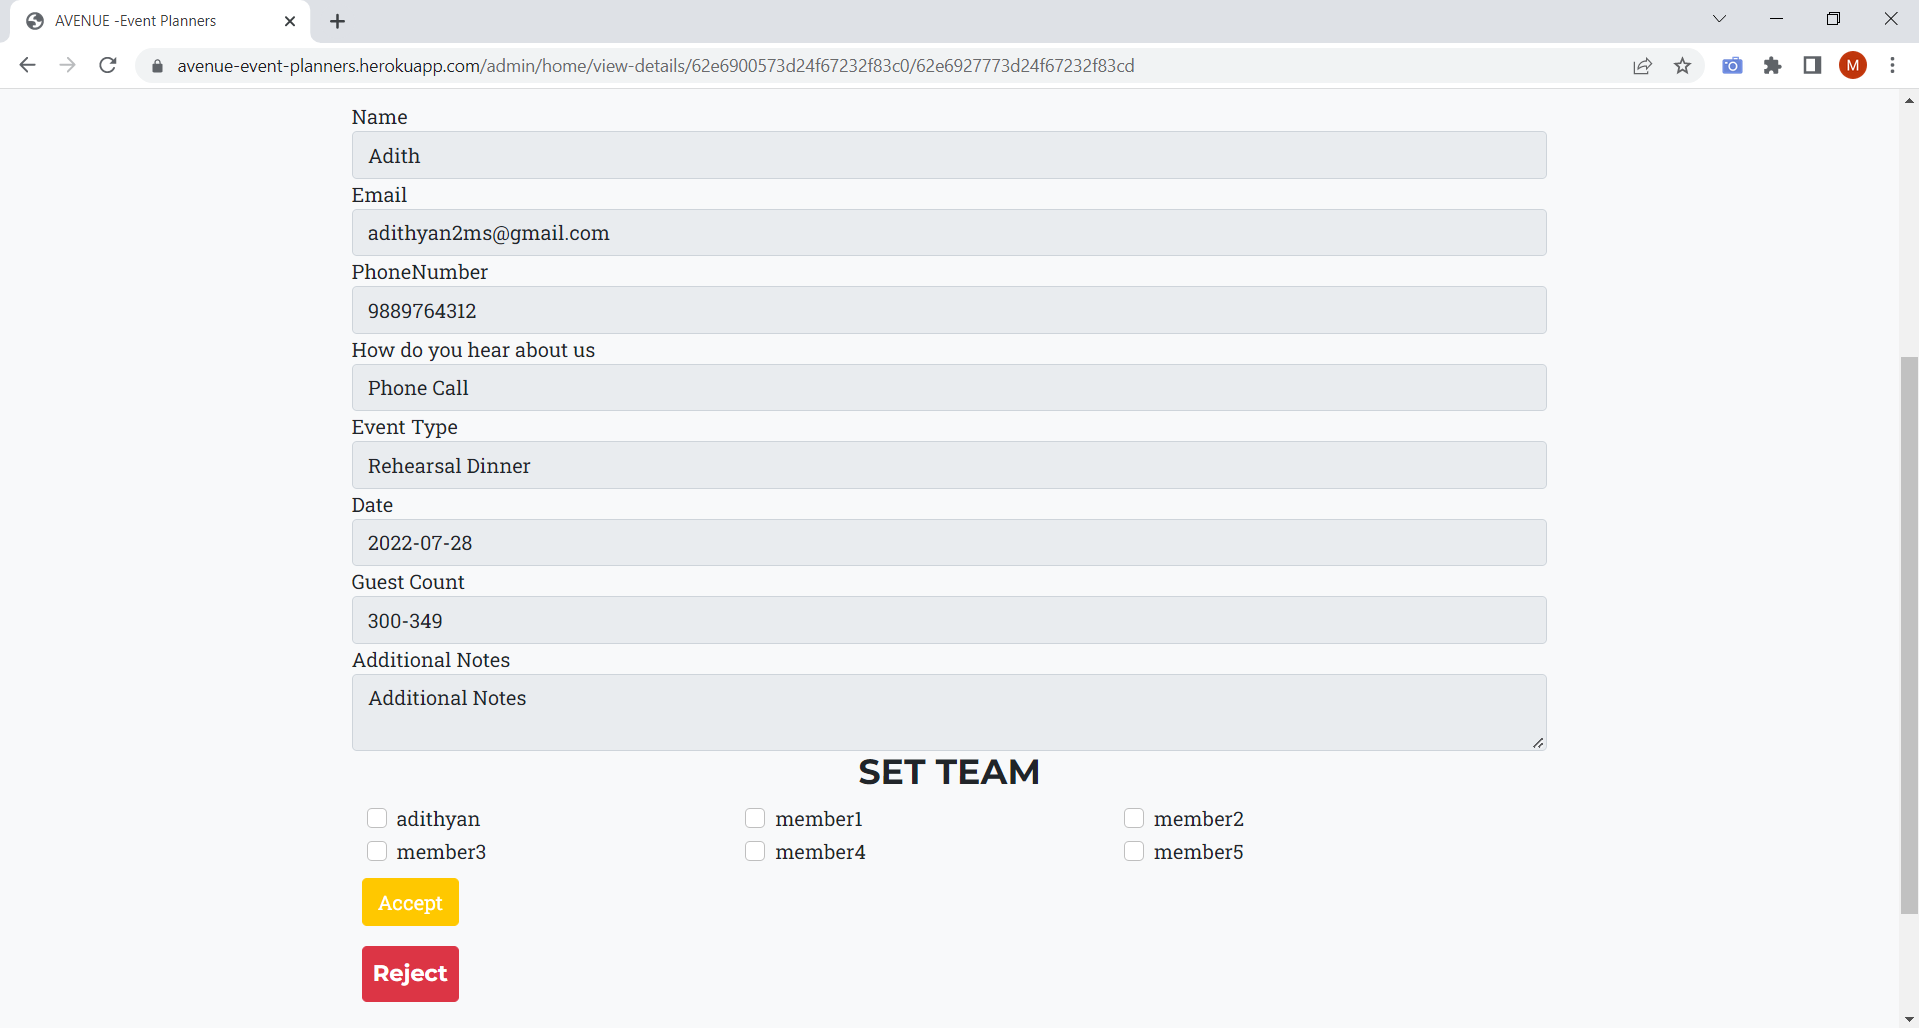 AVENUE -Event Planners
avenue-event-planners.herokuapp.com/admin/home/view-details/62e6900573d24f67232f83c0/62e6927773d24f67232f83cd
M
Name
Adith
Email
adithyan2ms@gmail.com
PhoneNumber
9889764312
How do you hear about us
Phone Call
Event Type
Rehearsal Dinner
Date
2022-07-28
Guest Count
300-349
Additional Notes
Additional Notes
SET TEAM
adithyan member1 member2
member3 member4 member5
Accept
Reject